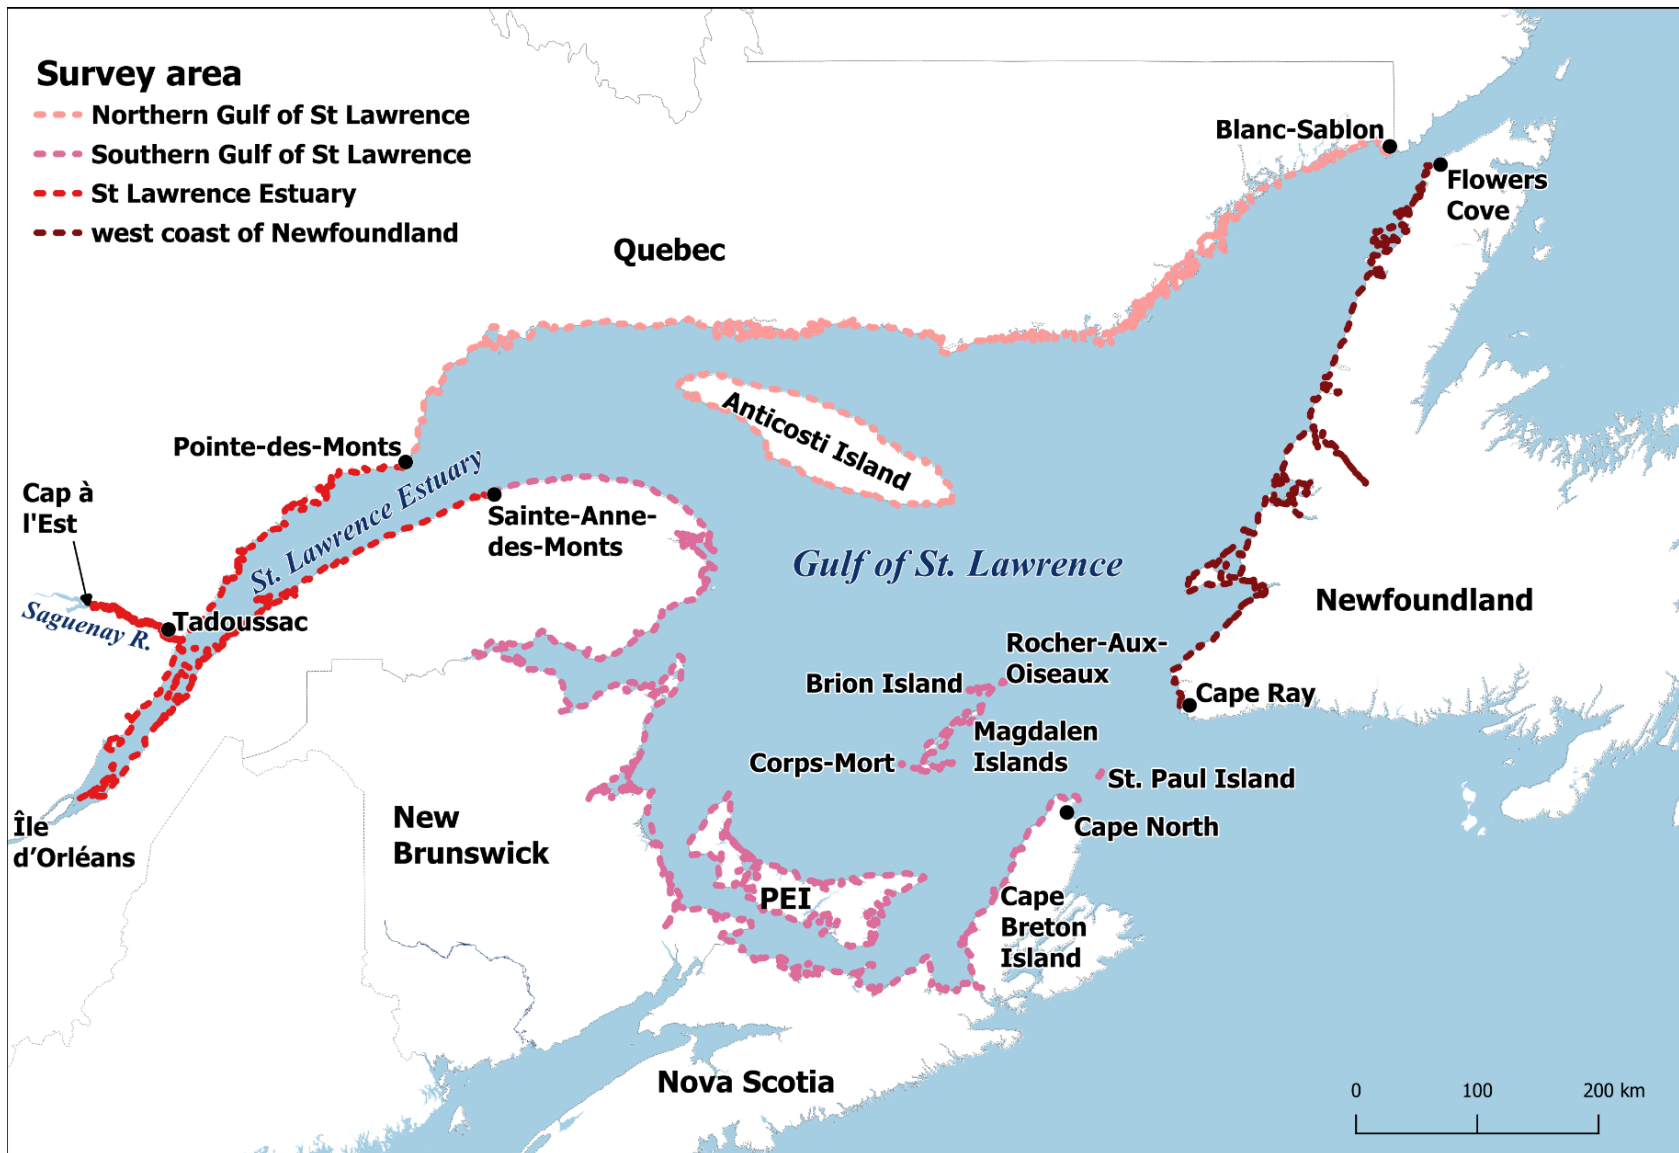 Survey area
Northern Gulf of St Lawrence
Southern Gulf of St Lawrence
St Lawrence Estuary
west coast of Newfoundland
Blanc-Sablon
Flowers
Cove
Quebec
Anticosti Island
Pointe-des-Monts
St. Lawrence Estuary
Cap à
l'Est
Sainte-Anne-
des-Monts
Gulf of St. Lawrence
Newfoundland
Saguenay R.
Tadoussac
Rocher-Aux-
Oiseaux
Brion Island
Cape Ray
Magdalen
Islands
Corps-Mort
St. Paul Island
New
Brunswick
Cape North
Île
d'Orléans
PEI
Cape
Breton
Island
Nova Scotia
0 100 200 km